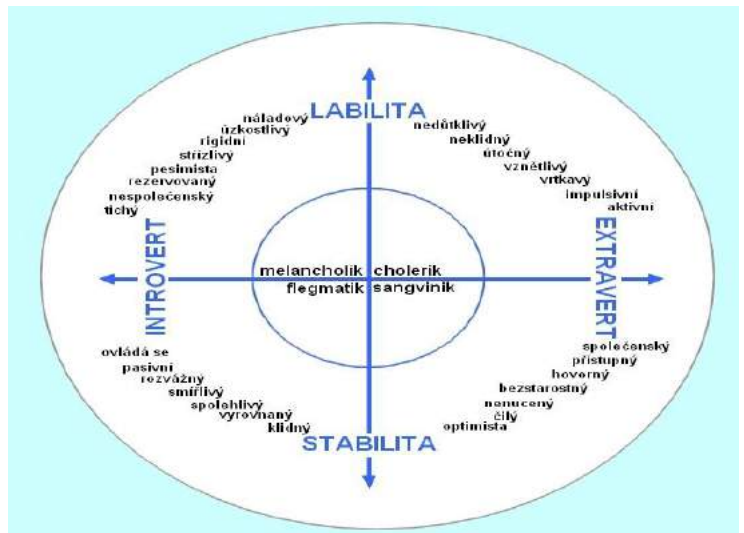 LABILITA
náladový
úzkostlivý
rigidní
střízlivý
pesimista
rezervovaný
nespolečenský
tichý
nedůtklivý
neklidný
útočný
vznětlivý
vrtkavý
impulsivní
aktivní
INTROVERT
EXTRAVERT
melancholik cholerik
flegmatik sangvinik
ovládá se
pasivní
rozvážný
smířlivý
spolehlivý
vyrovnaný
klidný
společenský
přístupný
hovorný
bezstarostný
nenucený
čilý
optimista
STABILITA